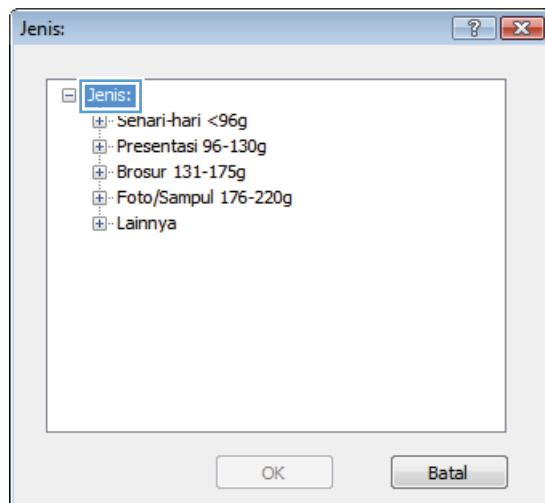 Jenis:
Jenis:
Sehari-hari <96g
Presentasi 96-130g
Brosur 131-175g
Foto/Sampul 176-220g
Lainnya
OK Batal